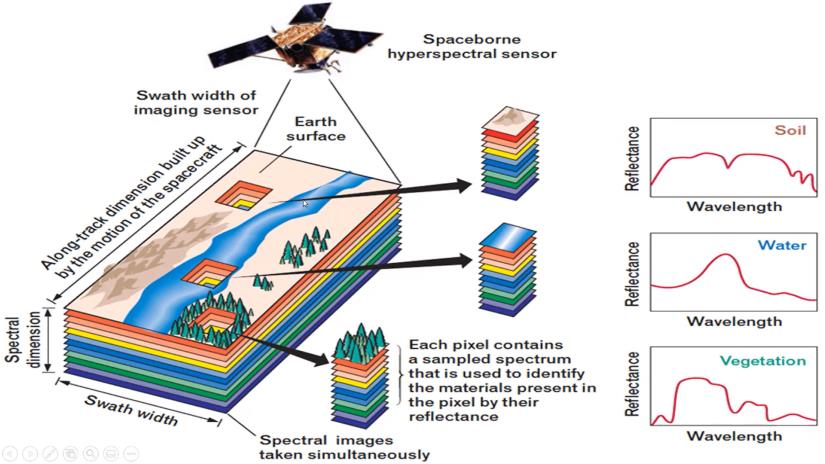 Spaceborne
hyperspectral sensor
Swath width of
imaging sensor
Earth
surface
Along-track dimension built up
by the motion of the spacecraft
Spectral
dimension
Swath width
Spectral images
taken simultaneously
Each pixel contains
a sampled spectrum
that is used to identify
the materials present in
the pixel by their
reflectance
Reflectance
Soil
Wavelength
Reflectance
Water
Wavelength
Reflectance
Vegetation
Wavelength